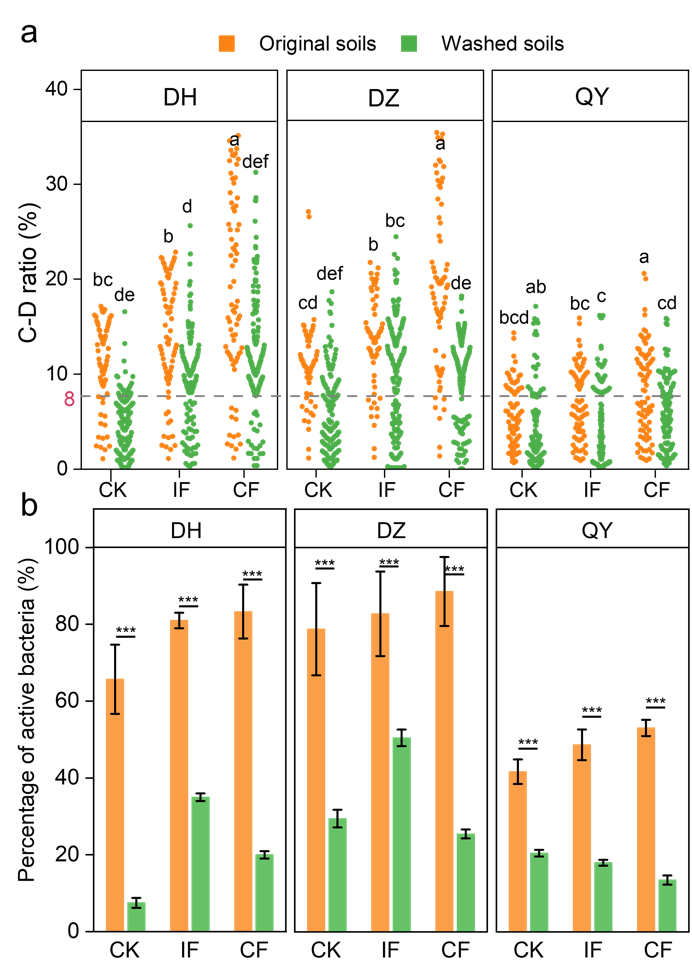 a
Original soils Washed soils
DH DZ QY
C-D ratio (%)
40
30
20
10
8
0
bc de b d a def
cd def b bc a de
bcd ab bc c a cd
CK IF CF CK IF CF CK IF CF
b
DH DZ QY
Percentage of active bacteria (%)
100
80
60
40
20
0
*** *** ***
*** *** ***
*** *** ***
CK IF CF CK IF CF CK IF CF